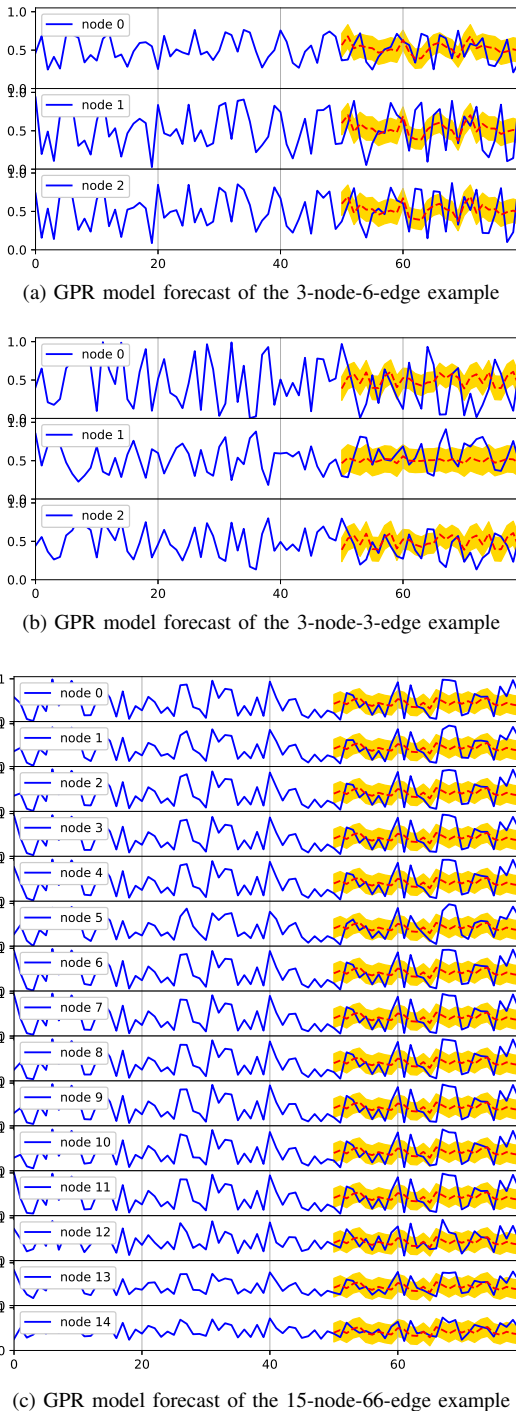 1.0
node 0
0.5
0.0
1.0
node 1
0.5
0.0
1.0
node 2
0.5
0.0
0 20 40 60
(a) GPR model forecast of the 3-node-6-edge example
1.0
node 0
0.5
0.0
1.0
node 1
0.5
0.0
1.0
node 2
0.5
0.0
0 20 40 60
(b) GPR model forecast of the 3-node-3-edge example
1
node 0
node 1
node 2
node 3
node 4
node 5
node 6
node 7
node 8
node 9
node 10
node 11
node 12
node 13
node 14
0
0 20 40 60
(c) GPR model forecast of the 15-node-66-edge example